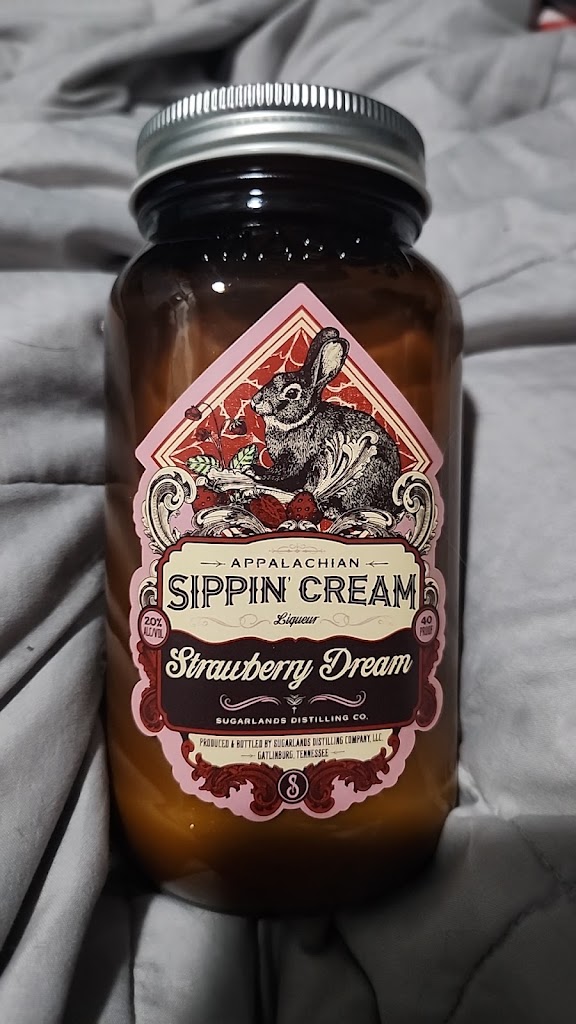 APPALACHIAN
SIPPIN' CREAM
Liqueur
20%
ALC/VOL
40
PROOF
Strawberry Dream
SUGARLANDS DISTILLING CO.
PRODUCED & BOTTLED BY SUGARLANDS DISTILLING COMPANY, LLC.
GATLINBURG, TENNESSEE
S